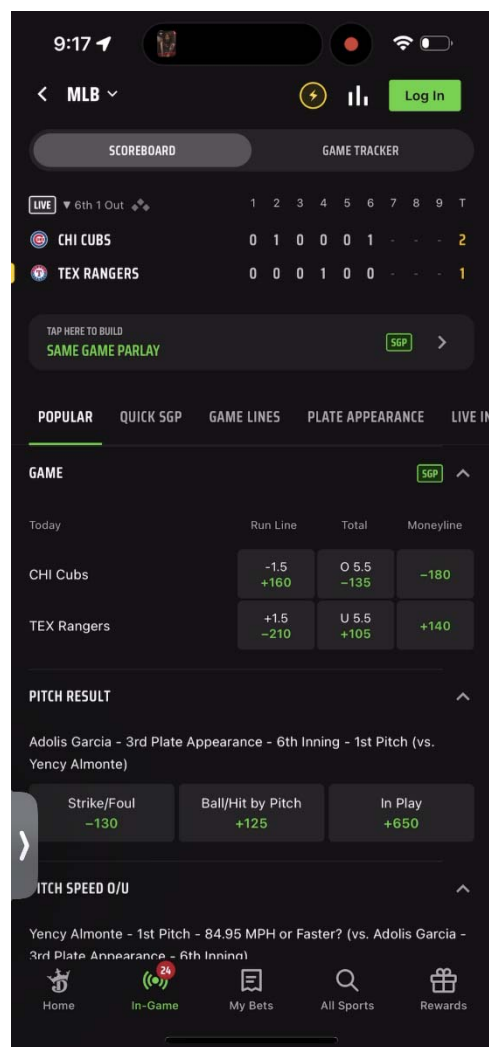 9:17
< MLB
Log In
SCOREBOARD GAME TRACKER
LIVE ▼ 6th 1 Out 1 2 3 4 5 6 7 8 9 T
CHI CUBS 0 1 0 0 0 1 - - - 2
TEX RANGERS 0 0 0 1 0 0 - - - 1
TAP HERE TO BUILD
SAME GAME PARLAY SGP
POPULAR QUICK SGP GAME LINES PLATE APPEARANCE LIVE IN
GAME SGP
Today Run Line Total Moneyline
CHI Cubs -1.5 O 5.5 −180
+160 −135
TEX Rangers +1.5 U 5.5 +140
−210 +105
PITCH RESULT
Adolis Garcia - 3rd Plate Appearance - 6th Inning - 1st Pitch (vs.
Yency Almonte)
Strike/Foul Ball/Hit by Pitch In Play
−130 +125 +650
PITCH SPEED O/U
Yency Almonte - 1st Pitch - 84.95 MPH or Faster? (vs. Adolis Garcia -
3rd Plate Appearance - 6th Inning)
24
Home In-Game My Bets All Sports Rewards